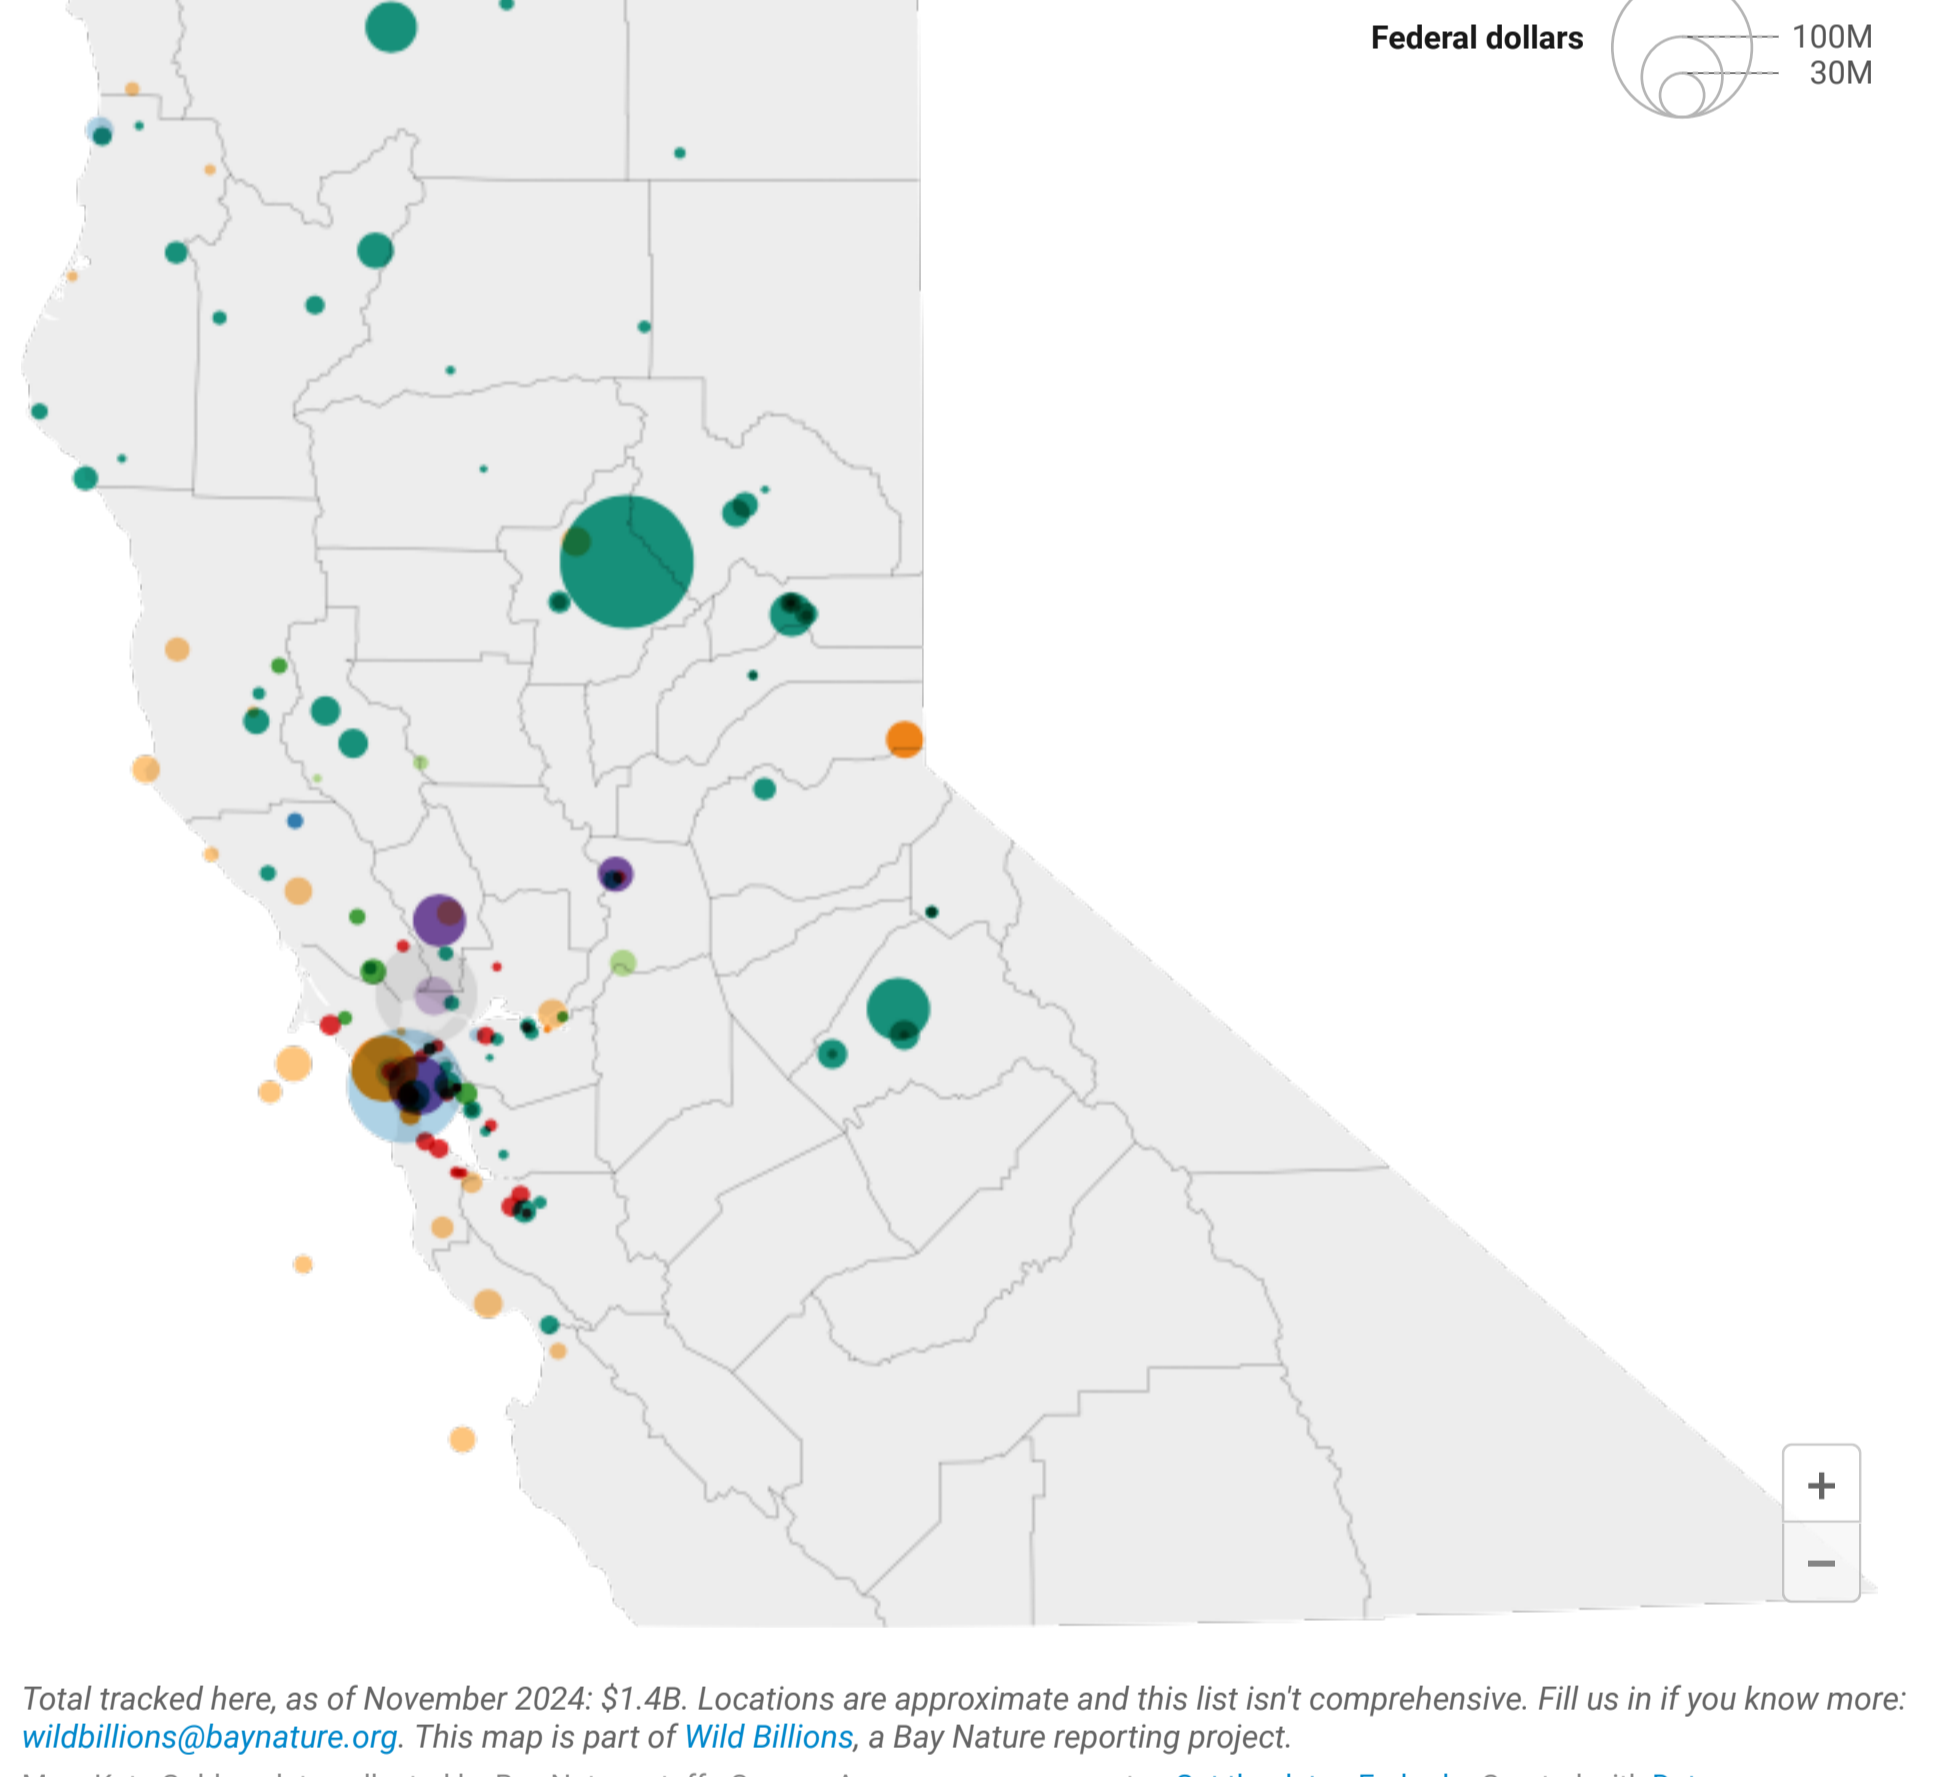 Federal dollars
100M
30M
+
−
Total tracked here, as of November 2024: $1.4B. Locations are approximate and this list isn't comprehensive. Fill us in if you know more:
wildbillions@baynature.org. This map is part of Wild Billions, a Bay Nature reporting project.